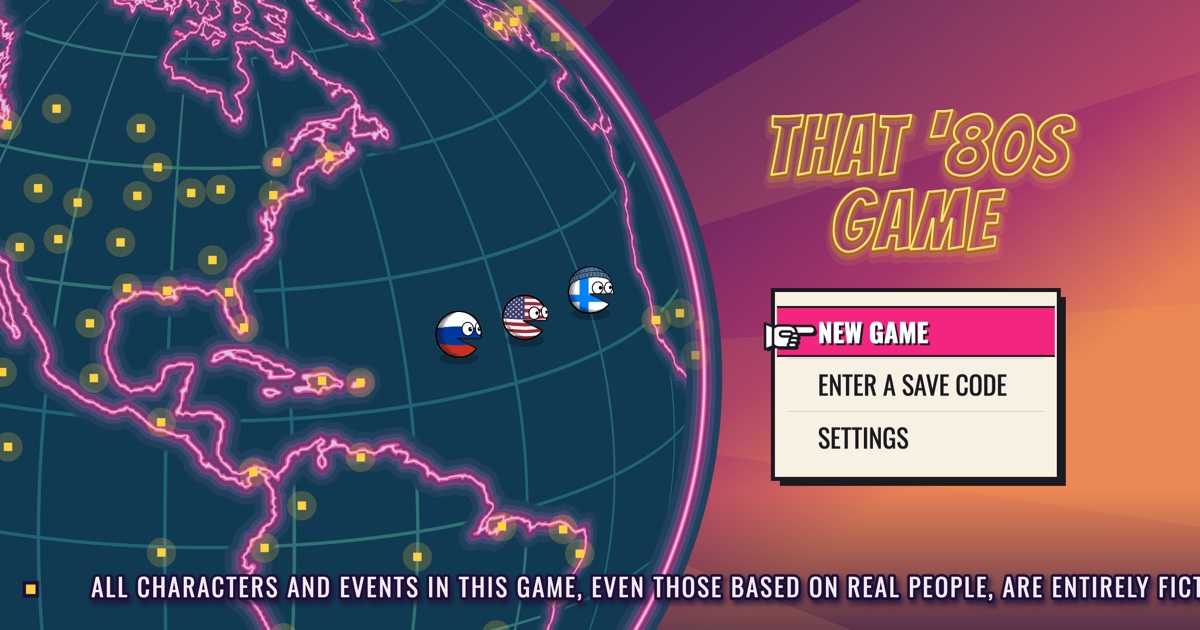 THAT '80S
GAME
NEW GAME
ENTER A SAVE CODE
SETTINGS
ALL CHARACTERS AND EVENTS IN THIS GAME, EVEN THOSE BASED ON REAL PEOPLE, ARE ENTIRELY